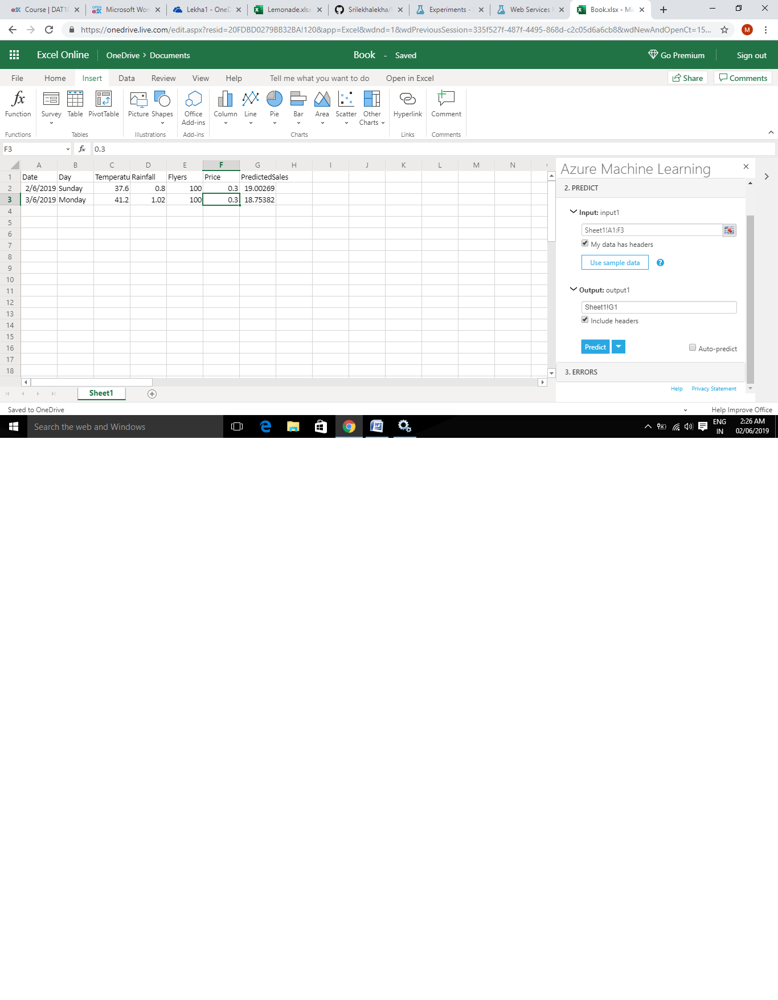 Course | DAT10
Microsoft Wor
Lekha1 - OneD
Lemonade.xlsx
Srilekhalekha/
Experiments -
Web Services
Book.xlsx - Mic
https://onedrive.live.com/edit.aspx?resid=20FDBD0279BB32BA!120&app=Excel&wdnd=1&wdPreviousSession=335f527f-487f-4495-868d-c2c05d6a6cb8&wdNewAndOpenCt=15...
M
Excel Online OneDrive > Documents Book - Saved Go Premium Sign out
File Home Insert Data Review View Help Tell me what you want to do Open in Excel Share Comments
Function Survey Table PivotTable Picture Shapes Office Add-ins Column Line Pie Bar Area Scatter Other Charts Hyperlink Comment
Functions Tables Illustrations Add-ins Charts Links Comments
F3 fx 0.3
A B C D E F G H I J K L M N
1 Date Day Temperatu Rainfall Flyers Price PredictedSales
2 2/6/2019 Sunday 37.6 0.8 100 0.3 19.00269
3 3/6/2019 Monday 41.2 1.02 100 0.3 18.75382
4
5
6
7
8
9
10
11
12
13
14
15
16
17
18
Azure Machine Learning
2. PREDICT
Input: input1
Sheet1!A1:F3
My data has headers
Use sample data ?
Output: output1
Sheet1!G1
Include headers
Predict Auto-predict
3. ERRORS
Help Privacy Statement
Sheet1
Saved to OneDrive Help Improve Office
Search the web and Windows
ENG
IN
2:26 AM
02/06/2019